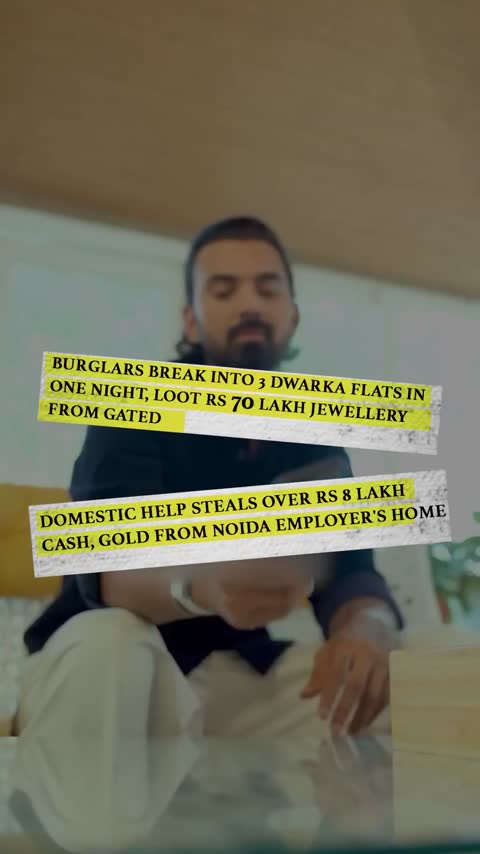 BURGLARS BREAK INTO 3 DWARKA FLATS IN
ONE NIGHT, LOOT RS 70 LAKH JEWELLERY
FROM GATED
DOMESTIC HELP STEALS OVER RS 8 LAKH
CASH, GOLD FROM NOIDA EMPLOYER'S HOME